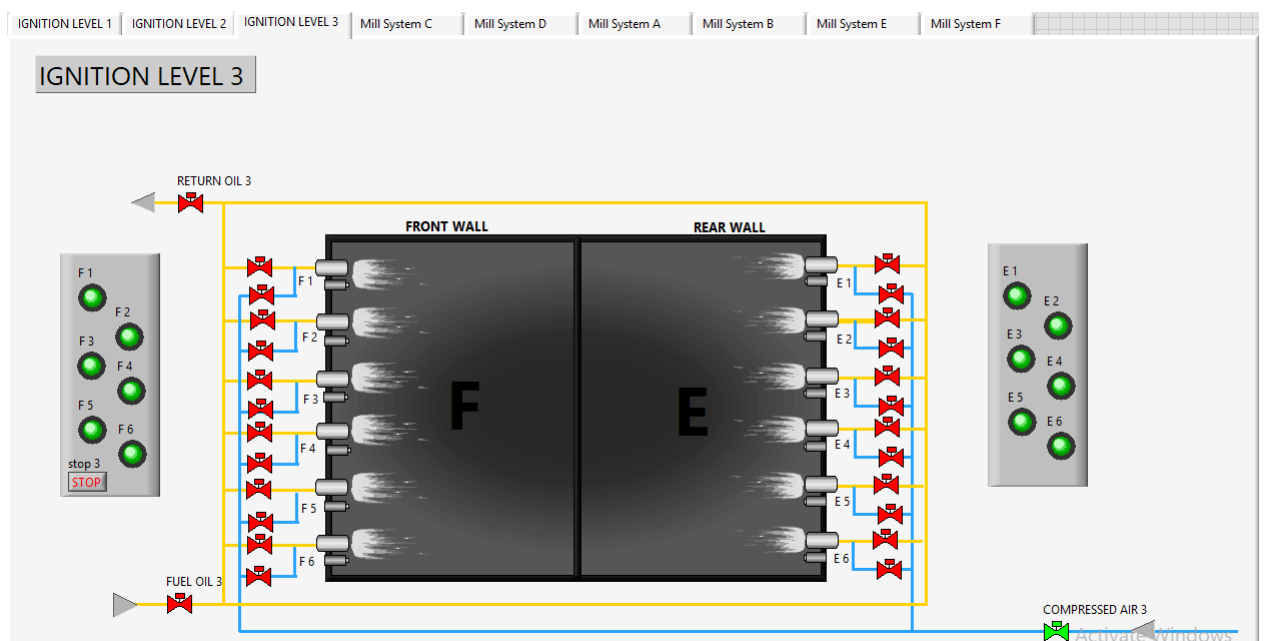 IGNITION LEVEL 1
IGNITION LEVEL 2
IGNITION LEVEL 3
Mill System C
Mill System D
Mill System A
Mill System B
Mill System E
Mill System F
IGNITION LEVEL 3
RETURN OIL 3
FRONT WALL
REAR WALL
F 1
F 2
F 3
F 4
F 5
F 6
stop 3
STOP
F 1
F 2
F 3
F 4
F 5
F 6
F
E
E 1
E 2
E 3
E 4
E 5
E 6
E 1
E 2
E 3
E 4
E 5
E 6
FUEL OIL 3
COMPRESSED AIR 3
Activate Windows